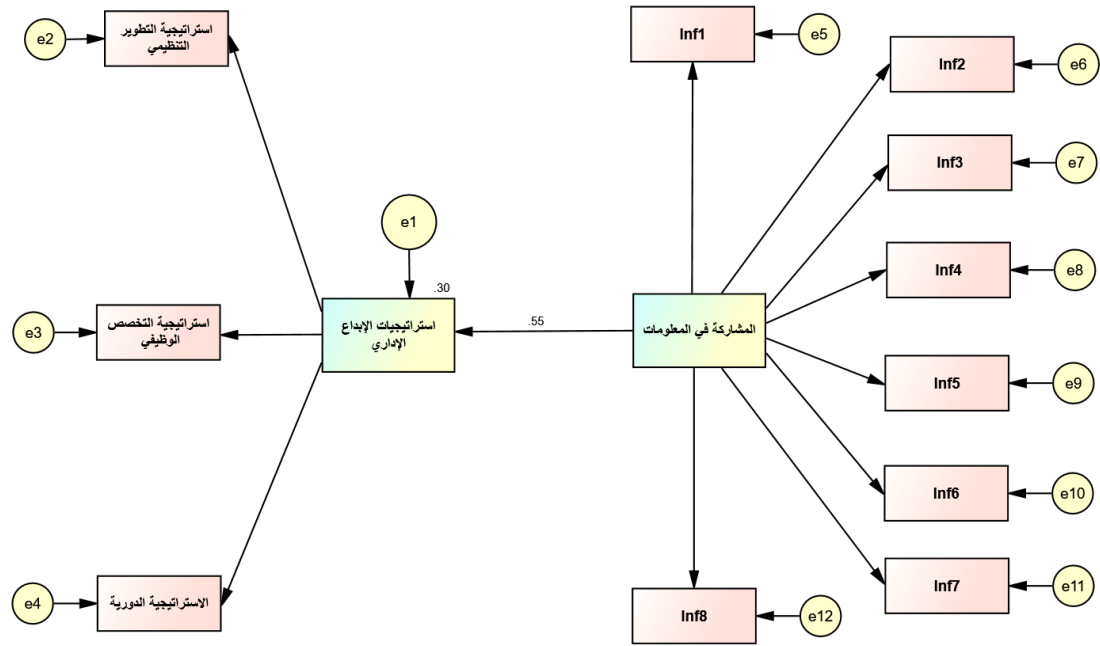 e2
استراتيجية التطوير
التنظيمي
Inf1
e5
Inf2
e6
Inf3
e7
e1
Inf4
e8
.30
استراتيجية التخصص
الوظيفي
e3
استراتيجيات الإبداع
الإداري
.55
المشاركة في المعلومات
Inf5
e9
Inf6
e10
Inf7
e11
e4
الاستراتيجية الدورية
Inf8
e12